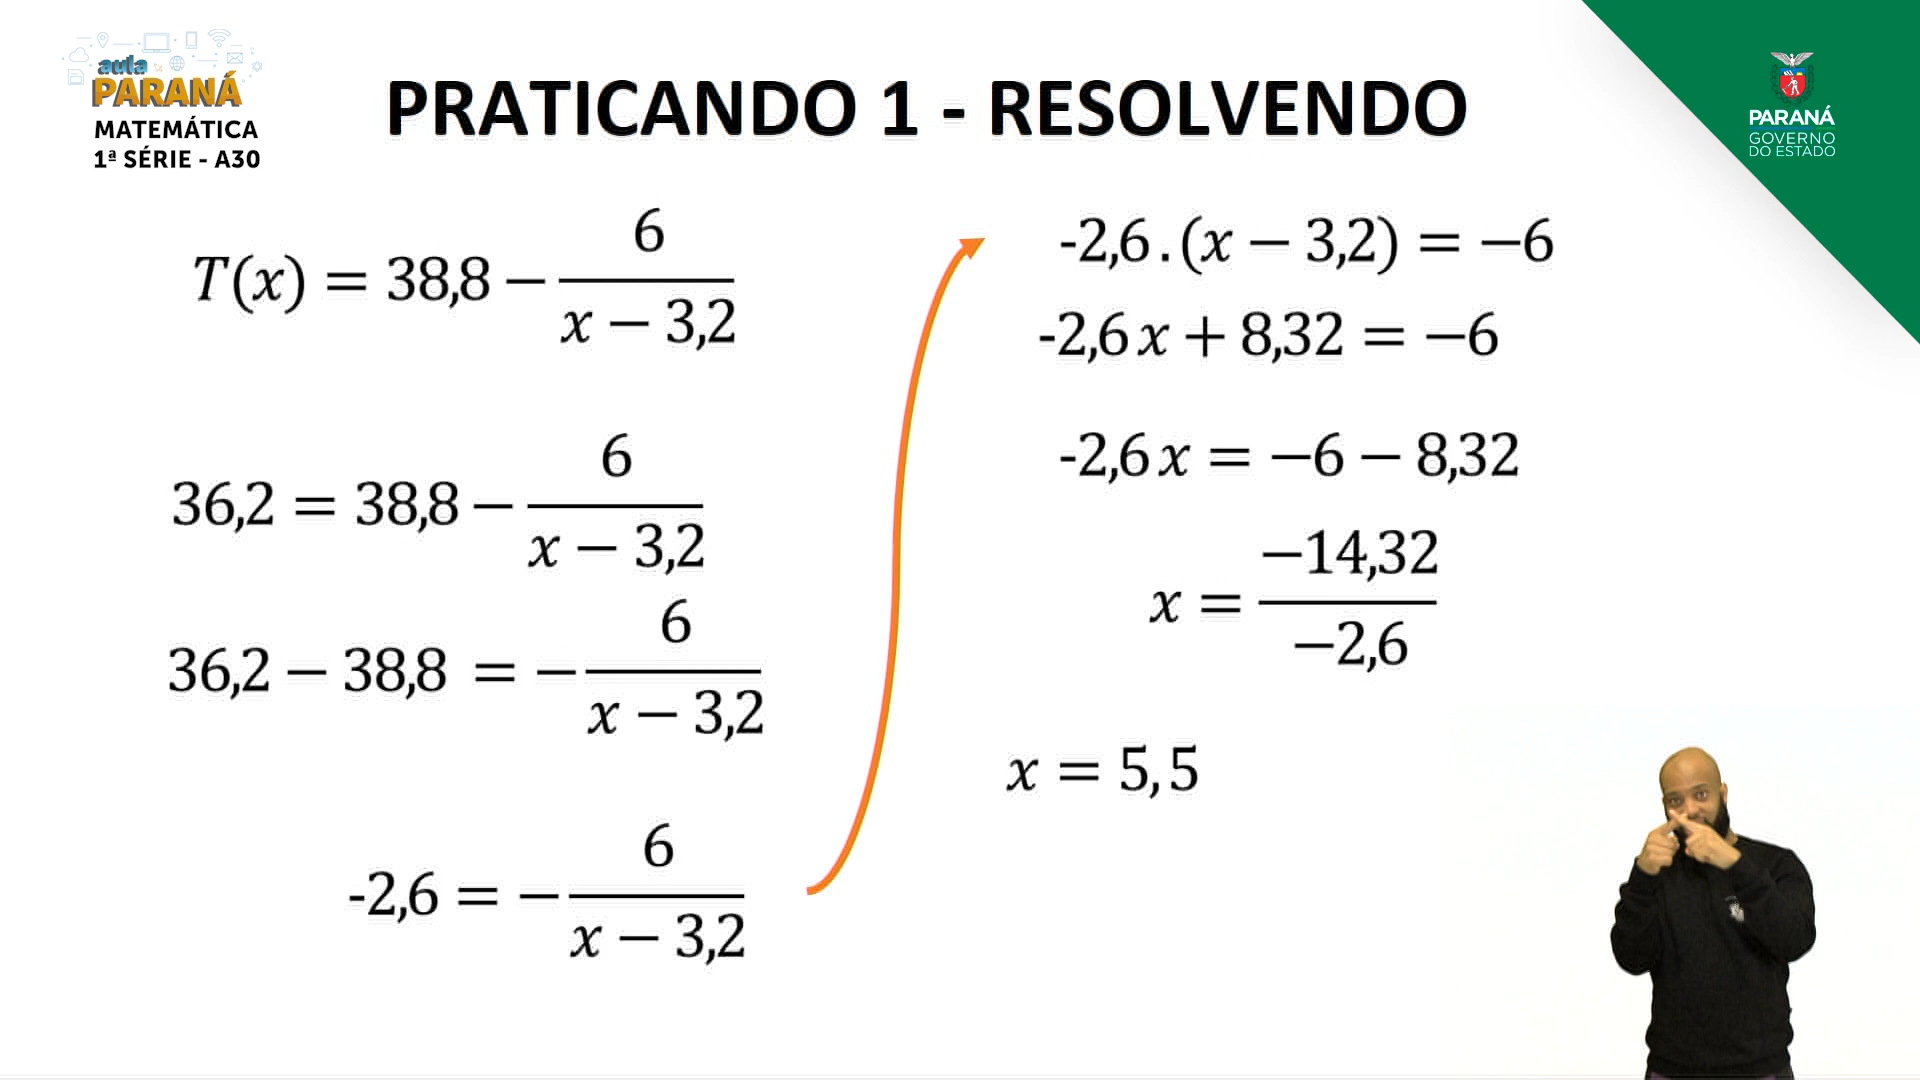 aula
PARANÁ
MATEMÁTICA
1ª SÉRIE - A30
PRATICANDO 1 - RESOLVENDO
PARANÁ
GOVERNO
DO ESTADO
T(x) = 38,8 − 6/(x − 3,2)
36,2 = 38,8 − 6/(x − 3,2)
36,2 − 38,8 = − 6/(x − 3,2)
-2,6 = − 6/(x − 3,2)
-2,6 . (x − 3,2) = −6
-2,6 x + 8,32 = −6
-2,6 x = −6 − 8,32
x = −14,32/−2,6
x = 5,5